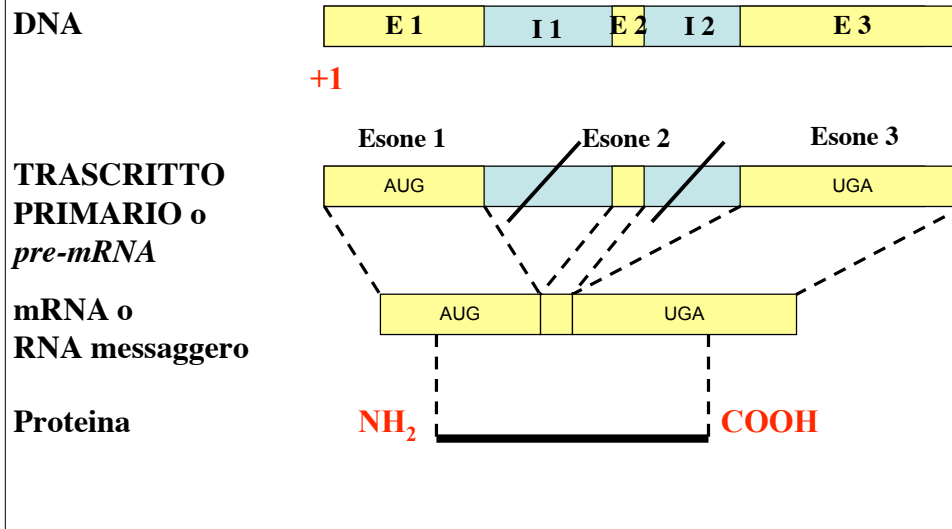 DNA
E 1 I 1 E 2 I 2 E 3
+1
Esone 1 Esone 2 Esone 3
TRASCRITTO
PRIMARIO o
pre-mRNA
AUG UGA
mRNA o
RNA messaggero
AUG UGA
Proteina
NH₂ COOH